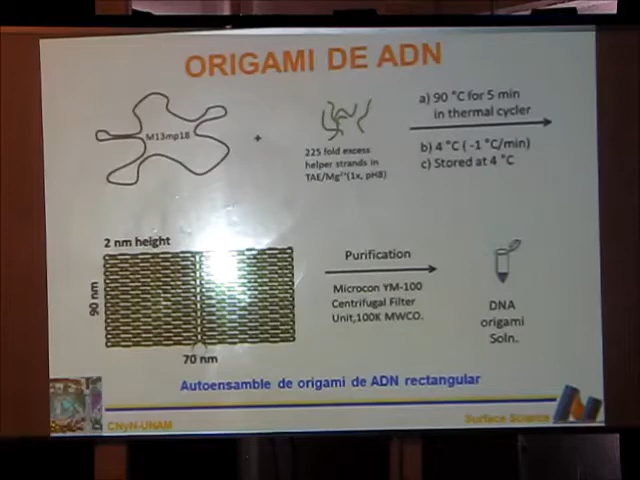 ORIGAMI DE ADN
M13mp18
+
225 fold excess
helper strands in
TAE/Mg²⁺(1x, pH8)
a) 90 °C for 5 min
in thermal cycler
b) 4 °C ( -1 °C/min)
c) Stored at 4 °C
2 nm height
90 nm
70 nm
Purification
Microcon YM-100
Centrifugal Filter
Unit,100K MWCO.
DNA
origami
Soln.
Autoensamble de origami de ADN rectangular
CNyN-UNAM
Surface Science